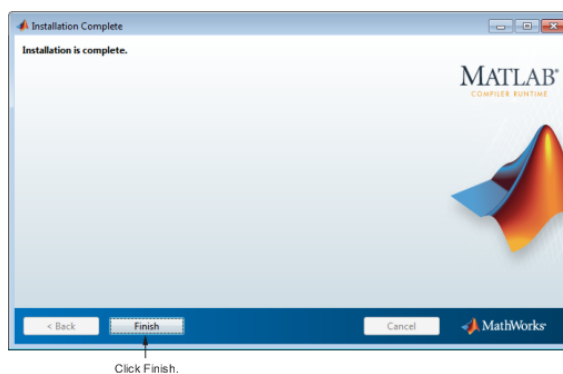 Installation Complete
Installation is complete.
MATLAB®
COMPILER RUNTIME
< Back
Finish
Cancel
MathWorks®
Click Finish.